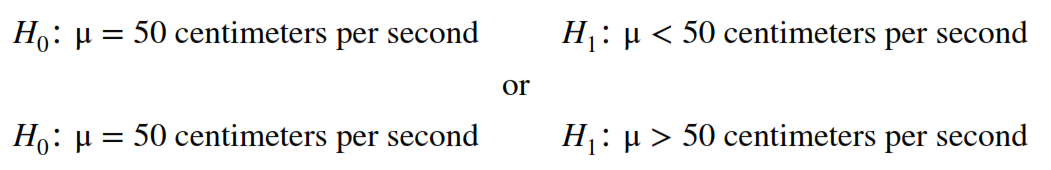 H₀: μ = 50 centimeters per second H₁: μ < 50 centimeters per second
or
H₀: μ = 50 centimeters per second H₁: μ > 50 centimeters per second